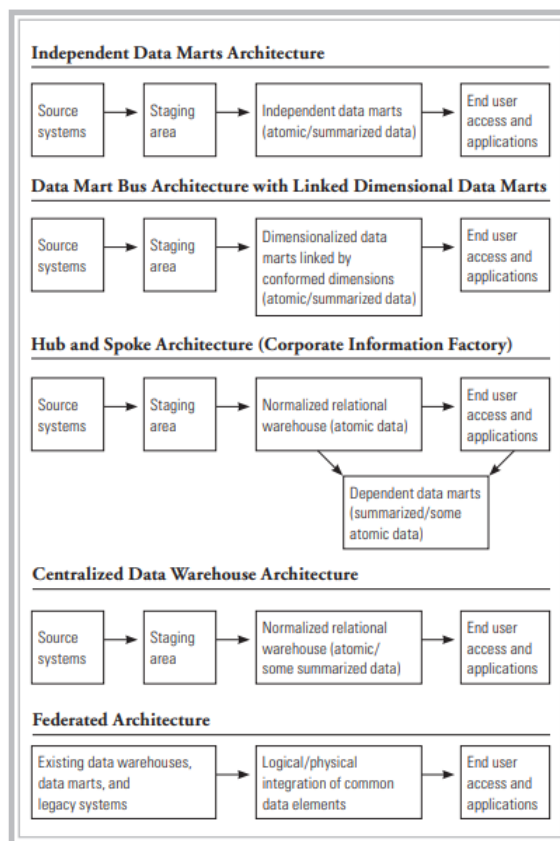 Independent Data Marts Architecture
Source
systems
Staging
area
Independent data marts
(atomic/summarized data)
End user
access and
applications
Data Mart Bus Architecture with Linked Dimensional Data Marts
Source
systems
Staging
area
Dimensionalized data
marts linked by
conformed dimensions
(atomic/summarized data)
End user
access and
applications
Hub and Spoke Architecture (Corporate Information Factory)
Source
systems
Staging
area
Normalized relational
warehouse (atomic data)
End user
access and
applications
Dependent data marts
(summarized/some
atomic data)
Centralized Data Warehouse Architecture
Source
systems
Staging
area
Normalized relational
warehouse (atomic/
some summarized data)
End user
access and
applications
Federated Architecture
Existing data warehouses,
data marts, and
legacy systems
Logical/physical
integration of common
data elements
End user
access and
applications